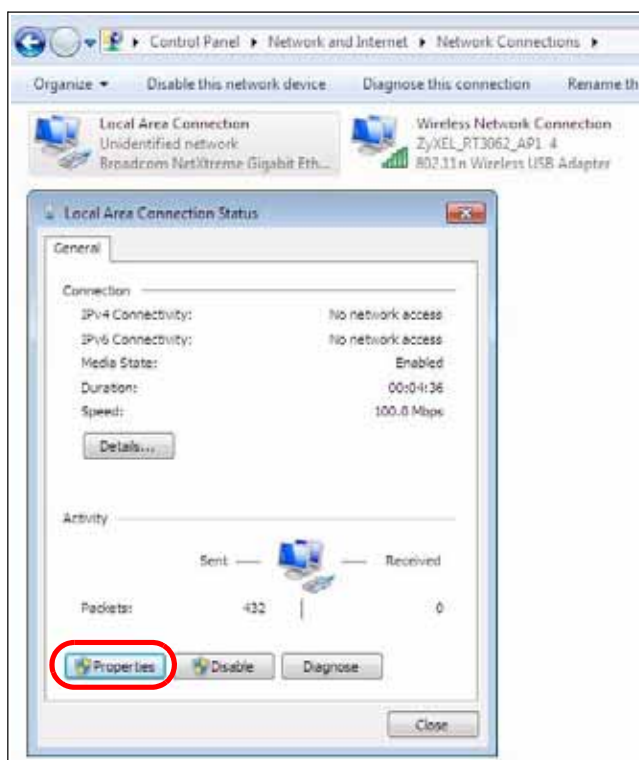 Control Panel ▸ Network and Internet ▸ Network Connections ▸
Organize ▾ Disable this network device Diagnose this connection Rename th
Local Area Connection
Unidentified network
Broadcom NetXtreme Gigabit Eth...
Wireless Network Connection
ZyXEL_RT3062_AP1 4
802.11n Wireless USB Adapter
Local Area Connection Status
General
Connection
IPv4 Connectivity: No network access
IPv6 Connectivity: No network access
Media State: Enabled
Duration: 00:04:36
Speed: 100.0 Mbps
Details...
Activity
Sent — — Received
Packets: 432 0
Properties Disable Diagnose
Close